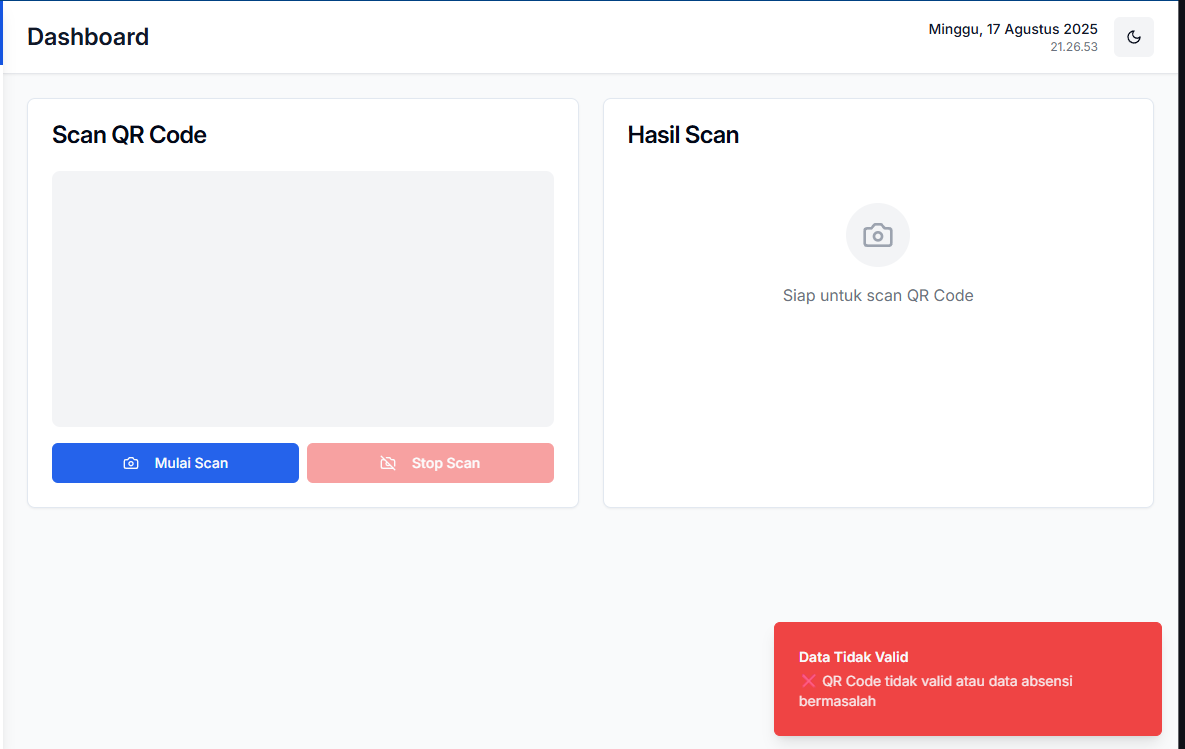 Dashboard
Minggu, 17 Agustus 2025
21.26.53
Scan QR Code
Mulai Scan
Stop Scan
Hasil Scan
Siap untuk scan QR Code
Data Tidak Valid
❌ QR Code tidak valid atau data absensi
bermasalah